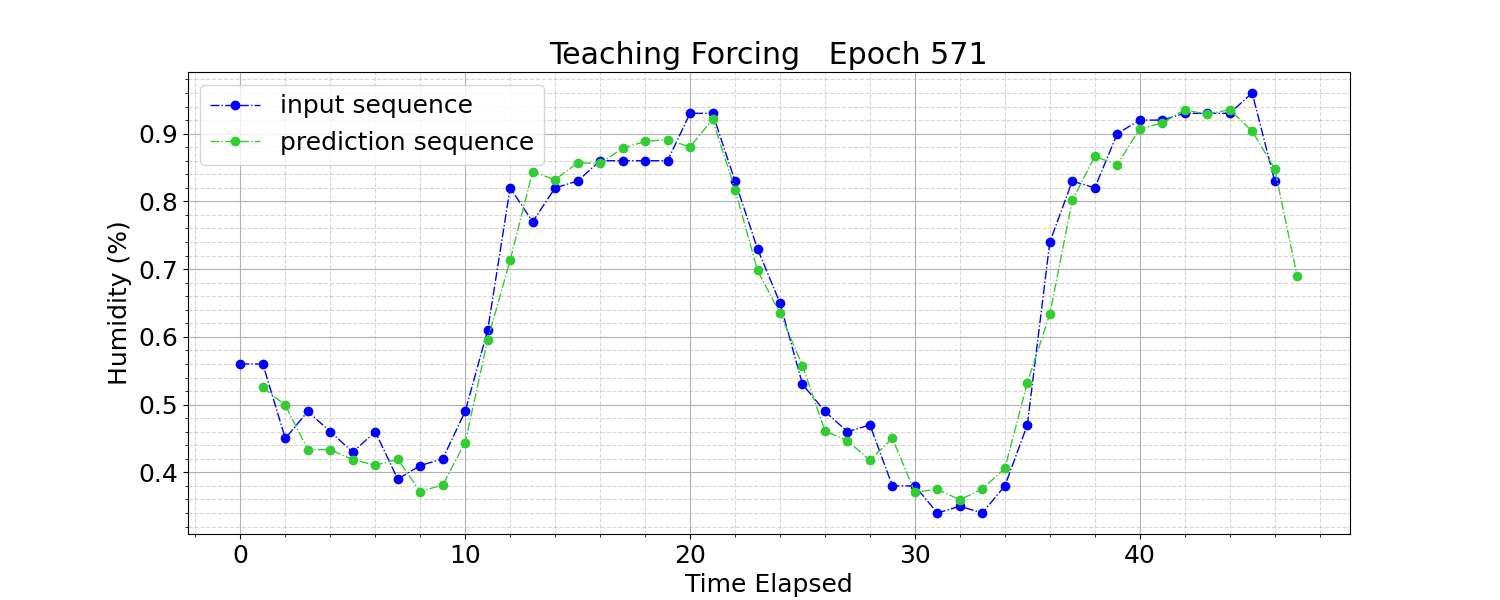 Teaching Forcing   Epoch 571
input sequence
prediction sequence
Humidity (%)
0.9
0.8
0.7
0.6
0.5
0.4
0 10 20 30 40
Time Elapsed